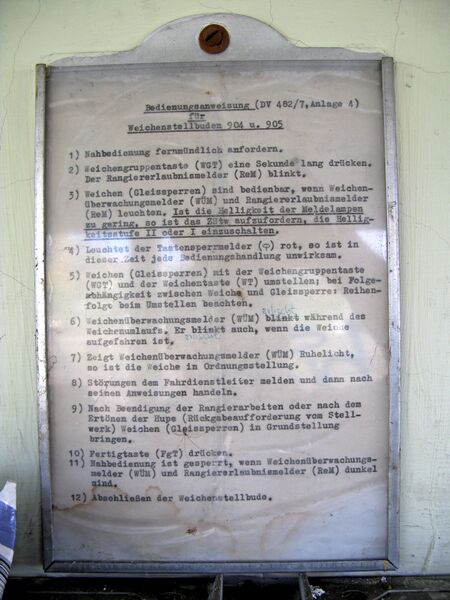 Bedienungsanweisung (DV 482/7, Anlage 4)
für
Weichenstellbuden 904 u. 905
1) Nahbedienung fernmündlich anfordern.
2) Weichengruppentaste (WGT) eine Sekunde lang drücken.
Der Rangiererlaubnismelder (ReM) blinkt.
3) Weichen (Gleissperren) sind bedienbar, wenn Weichen-
überwachungsmelder (WÜM) und Rangiererlaubnismelder
(ReM) leuchten. Ist die Helligkeit der Meldelampen
zu gering, so ist das ZStw aufzufordern, die Hellig-
keitsstufe II oder I einzuschalten.
4) Leuchtet der Tastensperrmelder ( ) rot, so ist in
dieser Zeit jede Bedienungshandlung unwirksam.
5) Weichen (Gleissperren) mit der Weichengruppentaste
(WGT) und der Weichentaste (WT) umstellen; bei Folge-
abhängigkeit zwischen Weiche und Gleissperre: Reihen-
folgt beim Umstellen beachten.
erlischt
6) Weichenüberwachungsmelder (WÜM) blinkt während des
Weichenumlaufs. Er blinkt auch, wenn die Weiche
aufgefahren ist.
7) Zeigt Weichenüberwachungsmelder (WÜM) Ruhelicht,
so ist die Weiche in Ordnungsstellung.
8) Störungen dem Fahrdienstleiter melden und dann nach
seinen Anweisungen handeln.
9) Nach Beendigung der Rangierarbeiten oder nach dem
Ertönen der Hupe (Rückgabeaufforderung vom Stell-
werk) Weichen (Gleissperren) in Grundstellung
bringen.
10) Fertigtaste (FgT) drücken.
11) Nahbedienung ist gesperrt, wenn Weichenüberwachungs-
melder (WÜM) und Rangiererlaubnismelder (ReM) dunkel
sind.
12) Abschließen der Weichenstellbude.